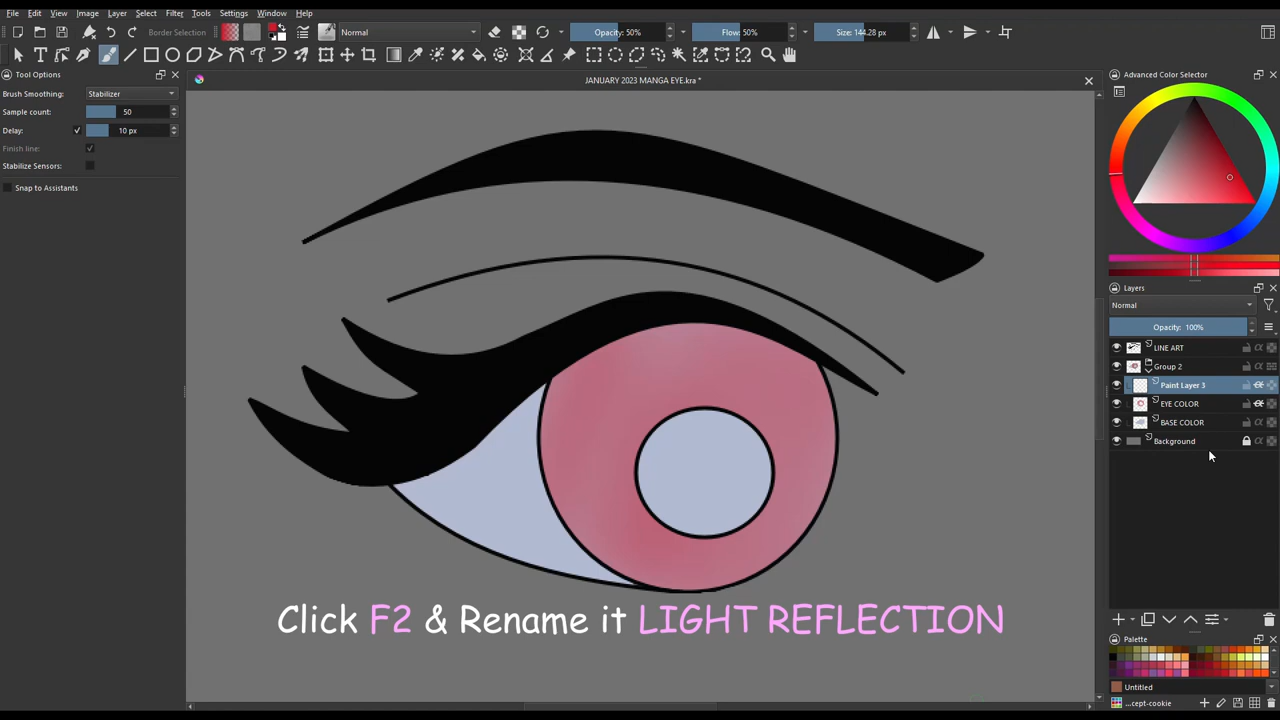 File Edit View Image Layer Select Filter Tools Settings Window Help
Border Selection
Normal
Opacity: 50%
Flow: 50%
Size: 144.28 px
Tool Options
Brush Smoothing: Stabilizer
Sample count: 50
Delay: 10 px
Finish line:
Stabilize Sensors:
Snap to Assistants
JANUARY 2023 MANGA EYE.kra *
Click F2 & Rename it LIGHT REFLECTION
Advanced Color Selector
Layers
Normal
Opacity: 100%
LINE ART
Group 2
Paint Layer 3
EYE COLOR
BASE COLOR
Background
Palette
Untitled
...cept-cookie